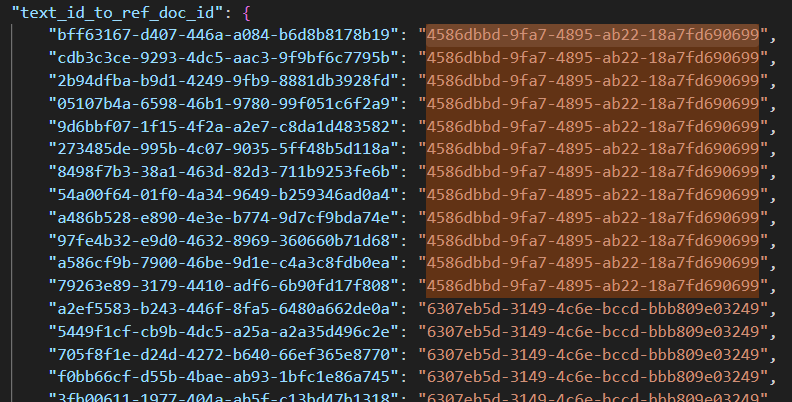 "text_id_to_ref_doc_id": {
"bff63167-d407-446a-a084-b6d8b8178b19": "4586dbbd-9fa7-4895-ab22-18a7fd690699",
"cdb3c3ce-9293-4dc5-aac3-9f9bf6c7795b": "4586dbbd-9fa7-4895-ab22-18a7fd690699",
"2b94dfba-b9d1-4249-9fb9-8881db3928fd": "4586dbbd-9fa7-4895-ab22-18a7fd690699",
"05107b4a-6598-46b1-9780-99f051c6f2a9": "4586dbbd-9fa7-4895-ab22-18a7fd690699",
"9d6bbf07-1f15-4f2a-a2e7-c8da1d483582": "4586dbbd-9fa7-4895-ab22-18a7fd690699",
"273485de-995b-4c07-9035-5ff48b5d118a": "4586dbbd-9fa7-4895-ab22-18a7fd690699",
"8498f7b3-38a1-463d-82d3-711b9253fe6b": "4586dbbd-9fa7-4895-ab22-18a7fd690699",
"54a00f64-01f0-4a34-9649-b259346ad0a4": "4586dbbd-9fa7-4895-ab22-18a7fd690699",
"a486b528-e890-4e3e-b774-9d7cf9bda74e": "4586dbbd-9fa7-4895-ab22-18a7fd690699",
"97fe4b32-e9d0-4632-8969-360660b71d68": "4586dbbd-9fa7-4895-ab22-18a7fd690699",
"a586cf9b-7900-46be-9d1e-c4a3c8fdb0ea": "4586dbbd-9fa7-4895-ab22-18a7fd690699",
"79263e89-3179-4410-adf6-6b90fd17f808": "4586dbbd-9fa7-4895-ab22-18a7fd690699",
"a2ef5583-b243-446f-8fa5-6480a662de0a": "6307eb5d-3149-4c6e-bccd-bbb809e03249",
"5449f1cf-cb9b-4dc5-a25a-a2a35d496c2e": "6307eb5d-3149-4c6e-bccd-bbb809e03249",
"705f8f1e-d24d-4272-b640-66ef365e8770": "6307eb5d-3149-4c6e-bccd-bbb809e03249",
"f0bb66cf-d55b-4bae-ab93-1bfc1e86a745": "6307eb5d-3149-4c6e-bccd-bbb809e03249",
"3fb00611-1977-404a-ab5f-c13bd47b1318": "6307eb5d-3149-4c6e-bccd-bbb809e03249",